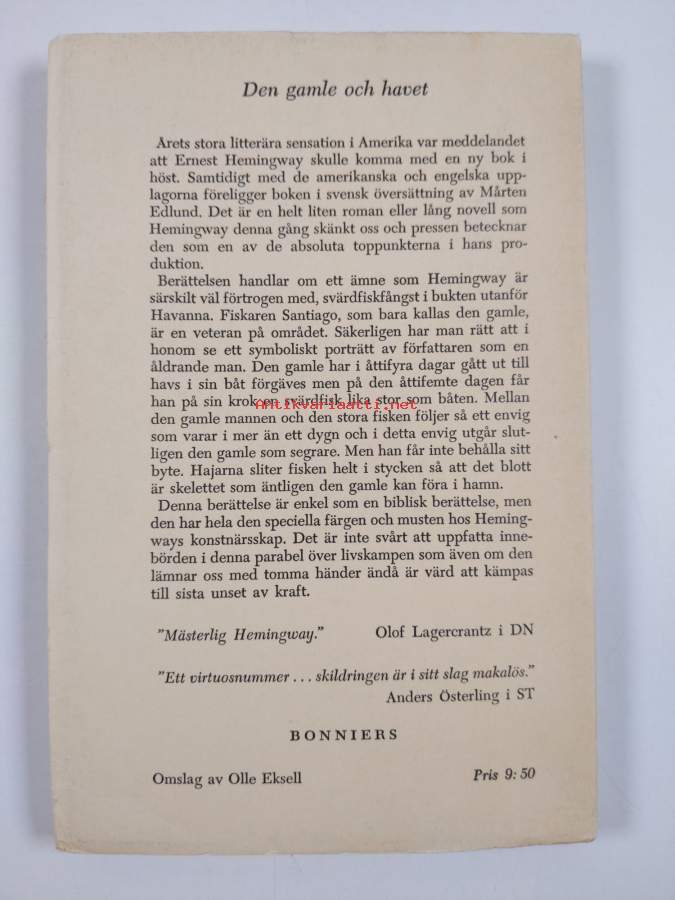 Den gamle och havet
Årets stora litterära sensation i Amerika var meddelandet
att Ernest Hemingway skulle komma med en ny bok i
höst. Samtidigt med de amerikanska och engelska upp-
lagorna föreligger boken i svensk översättning av Mårten
Edlund. Det är en helt liten roman eller lång novell som
Hemingway denna gång skänkt oss och pressen betecknar
den som en av de absoluta toppunkterna i hans pro-
duktion.
Berättelsen handlar om ett ämne som Hemingway är
särskilt väl förtrogen med, svärdfiskfångst i bukten utanför
Havanna. Fiskaren Santiago, som bara kallas den gamle,
är en veteran på området. Säkerligen har man rätt att i
honom se ett symboliskt porträtt av författaren som en
åldrande man. Den gamle har i åttifyra dagar gått ut till
havs i sin båt förgäves men på den åttifemte dagen får
han på sin krok en svärdfisk lika stor som båten. Mellan
Antikvariaatti.net
den gamle mannen och den stora fisken följer så ett envig
som varar i mer än ett dygn och i detta envig utgår slut-
ligen den gamle som segrare. Men han får inte behålla sitt
byte. Hajarna sliter fisken helt i stycken så att det blott
är skelettet som äntligen den gamle kan föra i hamn.
Denna berättelse är enkel som en biblisk berättelse, men
den har hela den speciella färgen och musten hos Heming-
ways konstnärsskap. Det är inte svårt att uppfatta inne-
börden i denna parabel över livskampen som även om den
lämnar oss med tomma händer ändå är värd att kämpas
till sista unset av kraft.
"Mästerlig Hemingway." Olof Lagercrantz i DN
"Ett virtuosnummer . . . skildringen är i sitt slag makalös."
Anders Österling i ST
BONNIERS
Omslag av Olle Eksell Pris 9: 50